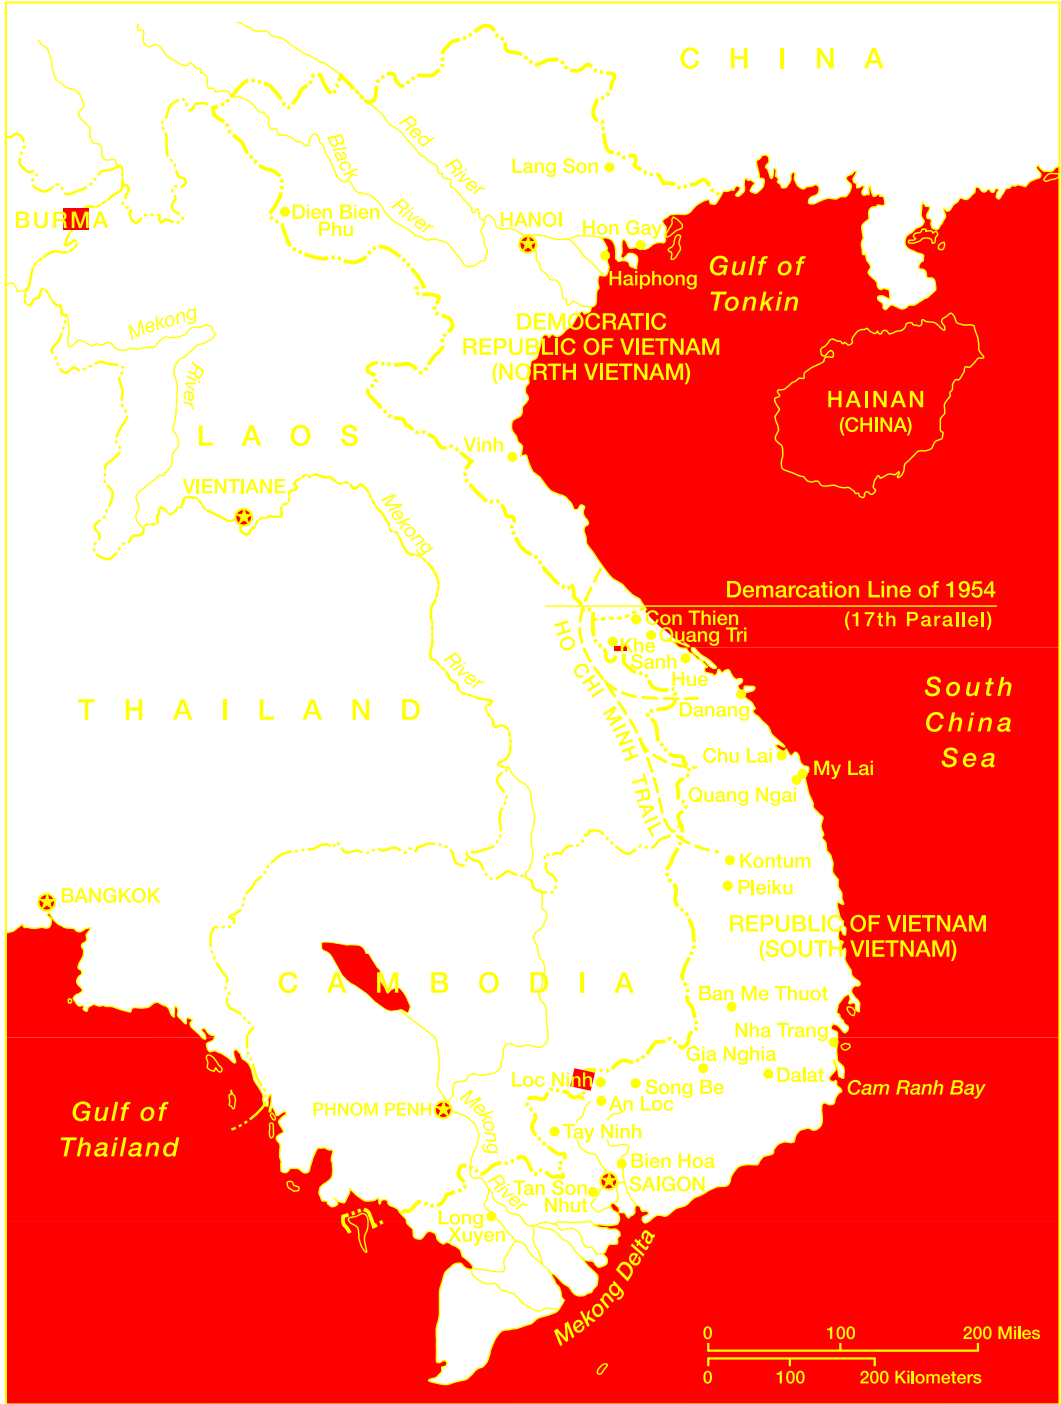 CHINA
Red
River
Black
River
Lang Son
BURMA
Dien Bien
Phu
HANOI
Hon Gay
Haiphong
Gulf of
Tonkin
Mekong
River
DEMOCRATIC
REPUBLIC OF VIETNAM
(NORTH VIETNAM)
HAINAN
(CHINA)
LAOS
Vinh
VIENTIANE
Mekong
River
Demarcation Line of 1954
(17th Parallel)
Con Thien
Quang Tri
Khe
Sanh
Hue
Danang
HO CHI MINH TRAIL
THAILAND
South
China
Sea
Chu Lai
My Lai
Quang Ngai
Kontum
Pleiku
BANGKOK
REPUBLIC OF VIETNAM
(SOUTH VIETNAM)
CAMBODIA
Ban Me Thuot
Nha Trang
Gia Nghia
Dalat
Cam Ranh Bay
Loc Ninh
Song Be
An Loc
PHNOM PENH
Mekong
River
Tay Ninh
Gulf of
Thailand
Bien Hoa
SAIGON
Tan Son
Nhut
Long
Xuyen
Mekong Delta
0 100 200 Miles
0 100 200 Kilometers